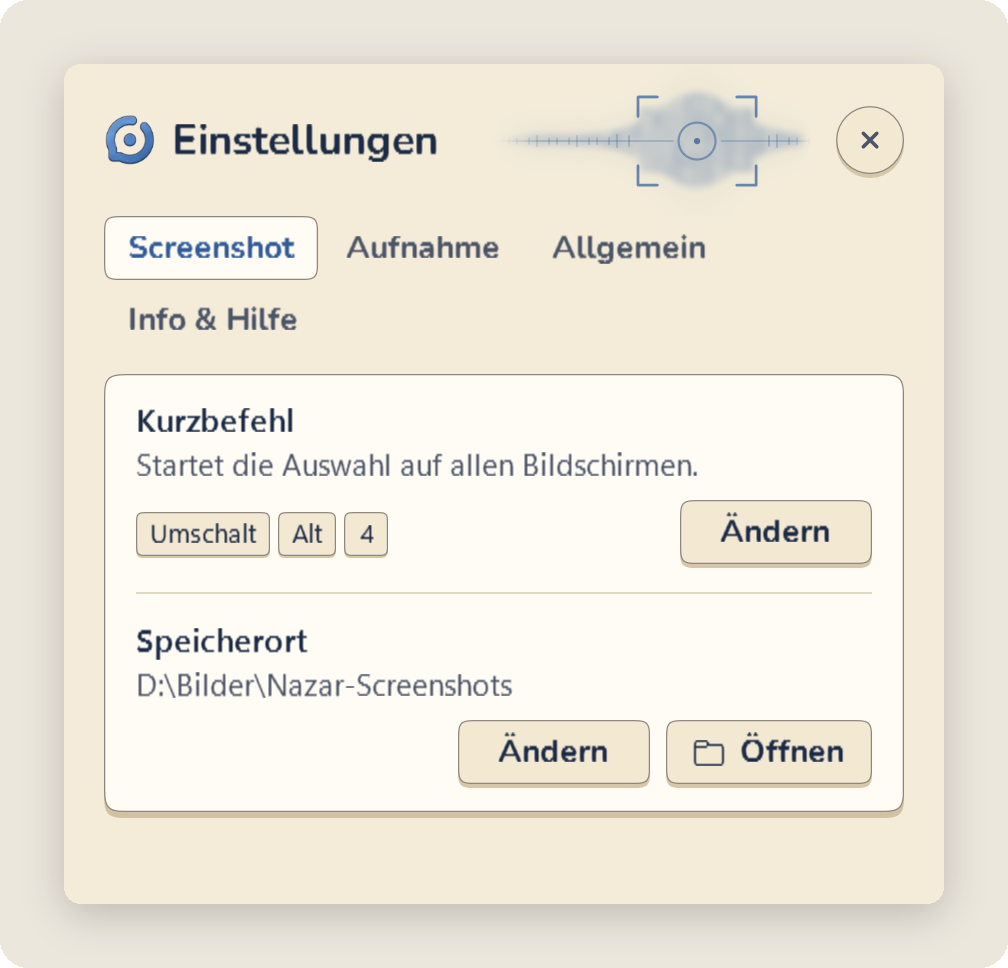 Einstellungen
Screenshot Aufnahme Allgemein
Info & Hilfe
Kurzbefehl
Startet die Auswahl auf allen Bildschirmen.
Umschalt Alt 4 Ändern
Speicherort
D:\Bilder\Nazar-Screenshots
Ändern Öffnen